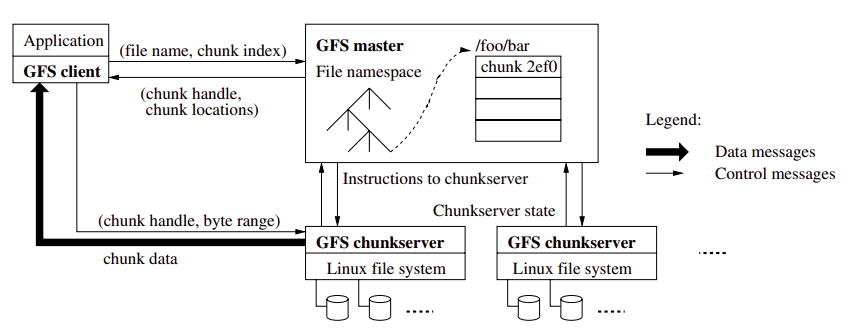 Application
GFS client
(file name, chunk index)
(chunk handle,
chunk locations)
GFS master
File namespace
/foo/bar
chunk 2ef0
Legend:
Data messages
Control messages
Instructions to chunkserver
Chunkserver state
(chunk handle, byte range)
chunk data
GFS chunkserver
Linux file system
GFS chunkserver
Linux file system